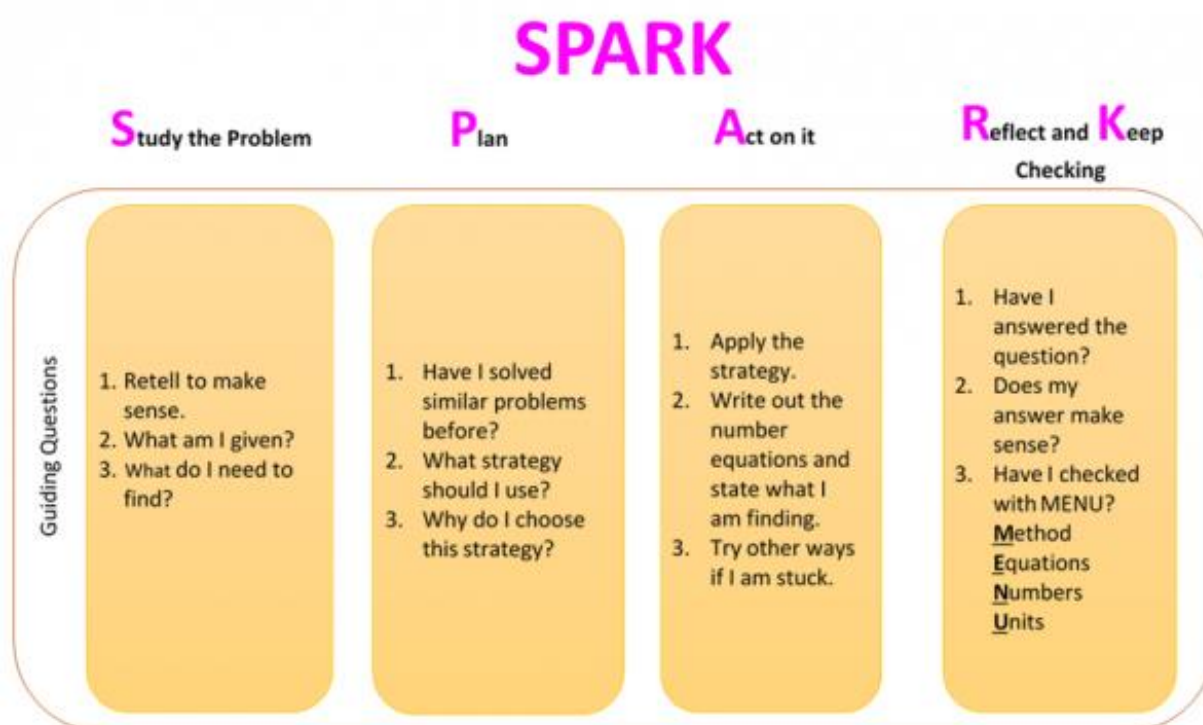 SPARK
Study the Problem
Plan
Act on it
Reflect and Keep
Checking
Guiding Questions
1. Retell to make
sense.
2. What am I given?
3. What do I need to
find?
1. Have I solved
similar problems
before?
2. What strategy
should I use?
3. Why do I choose
this strategy?
1. Apply the
strategy.
2. Write out the
number
equations and
state what I
am finding.
3. Try other ways
if I am stuck.
1. Have I
answered the
question?
2. Does my
answer make
sense?
3. Have I checked
with MENU?
Method
Equations
Numbers
Units